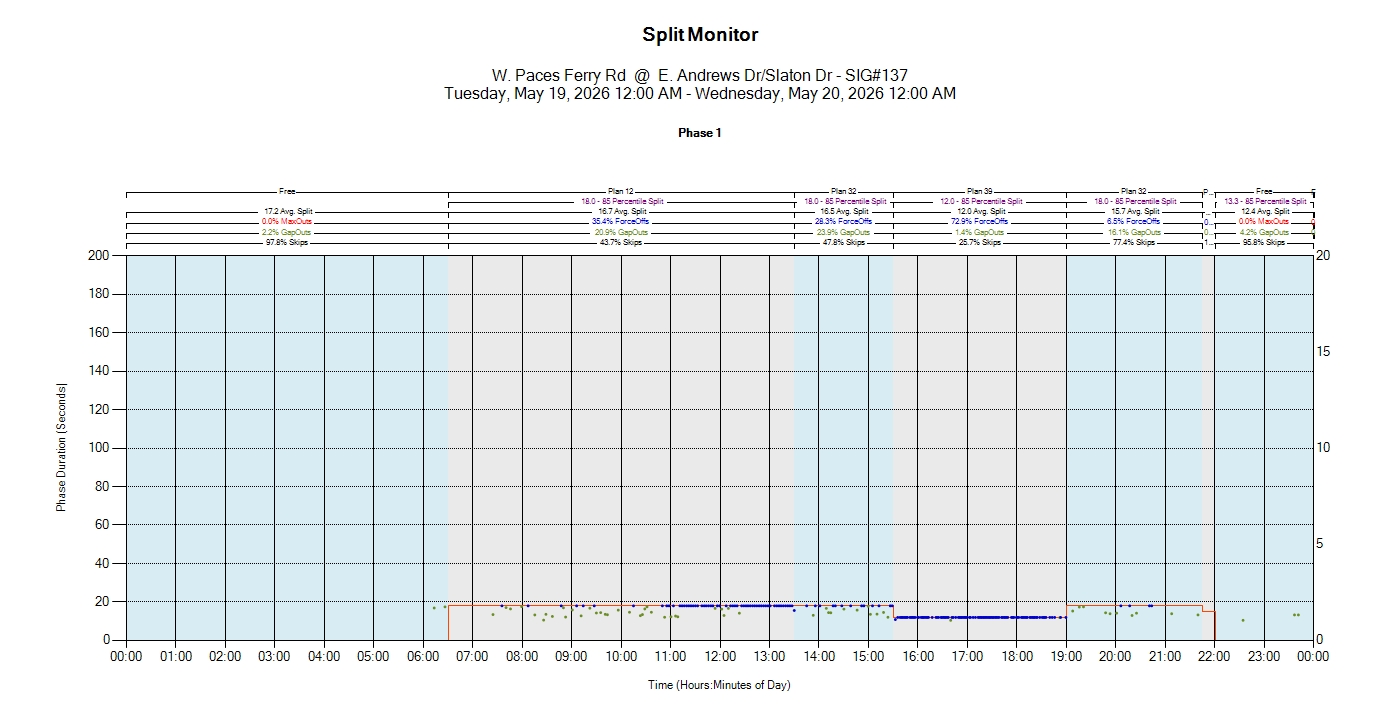 Split Monitor
W. Paces Ferry Rd @ E. Andrews Dr/Slaton Dr - SIG#137
Tuesday, May 19, 2026 12:00 AM - Wednesday, May 20, 2026 12:00 AM
Phase 1
Free Plan 12 Plan 32 Plan 39 Plan 32 P... Free F
18.0 - 85 Percentile Split 18.0 - 85 Percentile Split 12.0 - 85 Percentile Split 18.0 - 85 Percentile Split 13.3 - 85 Percentile Split
17.2 Avg. Split 16.7 Avg. Split 16.5 Avg. Split 12.0 Avg. Split 15.7 Avg. Split 12.4 Avg. Split
0.0% MaxOuts 35.4% ForceOffs 28.3% ForceOffs 72.9% ForceOffs 6.5% ForceOffs 0... 0.0% MaxOuts
2.2% GapOuts 20.9% GapOuts 23.9% GapOuts 1.4% GapOuts 16.1% GapOuts 0... 4.2% GapOuts
97.8% Skips 43.7% Skips 47.8% Skips 25.7% Skips 77.4% Skips 1... 95.8% Skips
200 20
180
160
15
140
120
100 10
80
60
5
40
20
0 0
00:00 01:00 02:00 03:00 04:00 05:00 06:00 07:00 08:00 09:00 10:00 11:00 12:00 13:00 14:00 15:00 16:00 17:00 18:00 19:00 20:00 21:00 22:00 23:00 00:00
Phase Duration (Seconds)
Time (Hours:Minutes of Day)